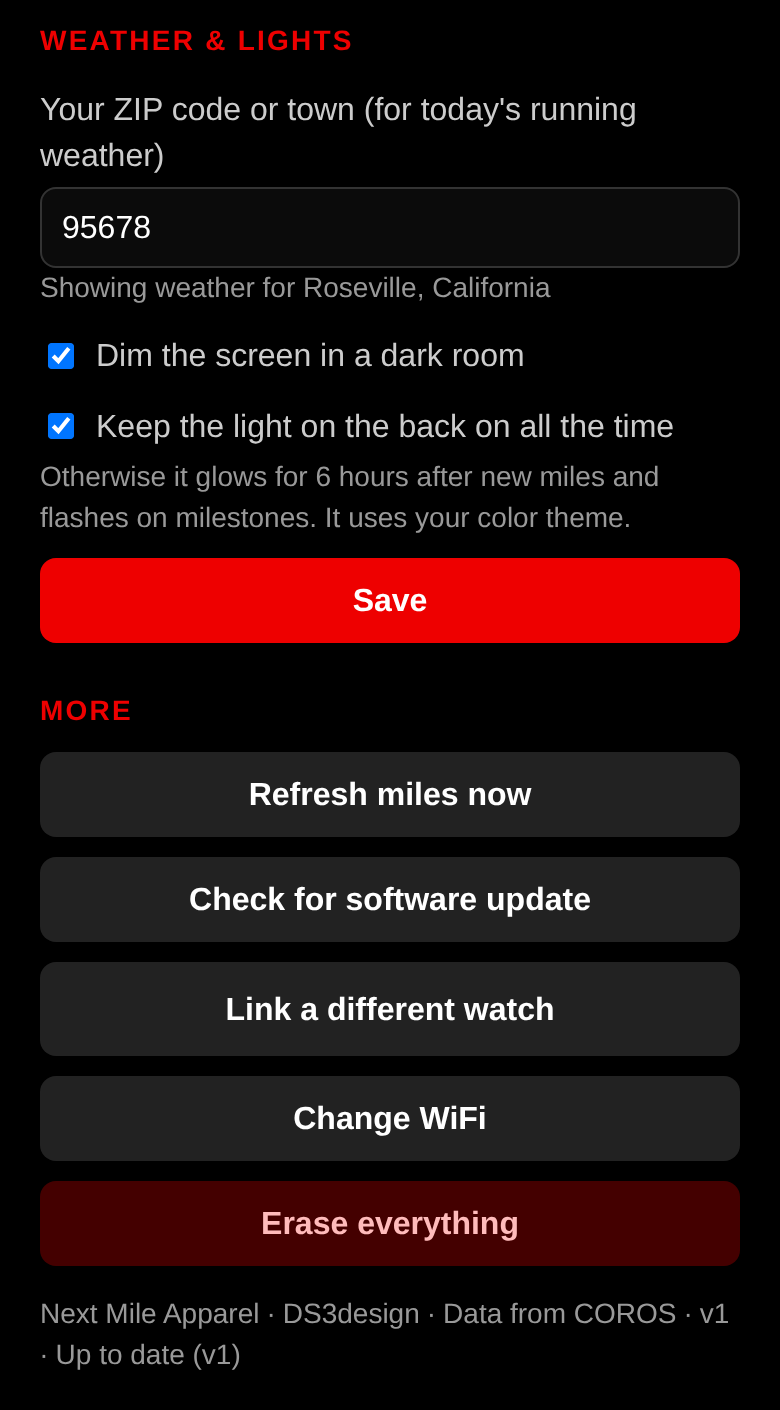 WEATHER & LIGHTS
Your ZIP code or town (for today's running
weather)
95678
Showing weather for Roseville, California
Dim the screen in a dark room
Keep the light on the back on all the time
Otherwise it glows for 6 hours after new miles and
flashes on milestones. It uses your color theme.
Save
MORE
Refresh miles now
Check for software update
Link a different watch
Change WiFi
Erase everything
Next Mile Apparel · DS3design · Data from COROS · v1
· Up to date (v1)